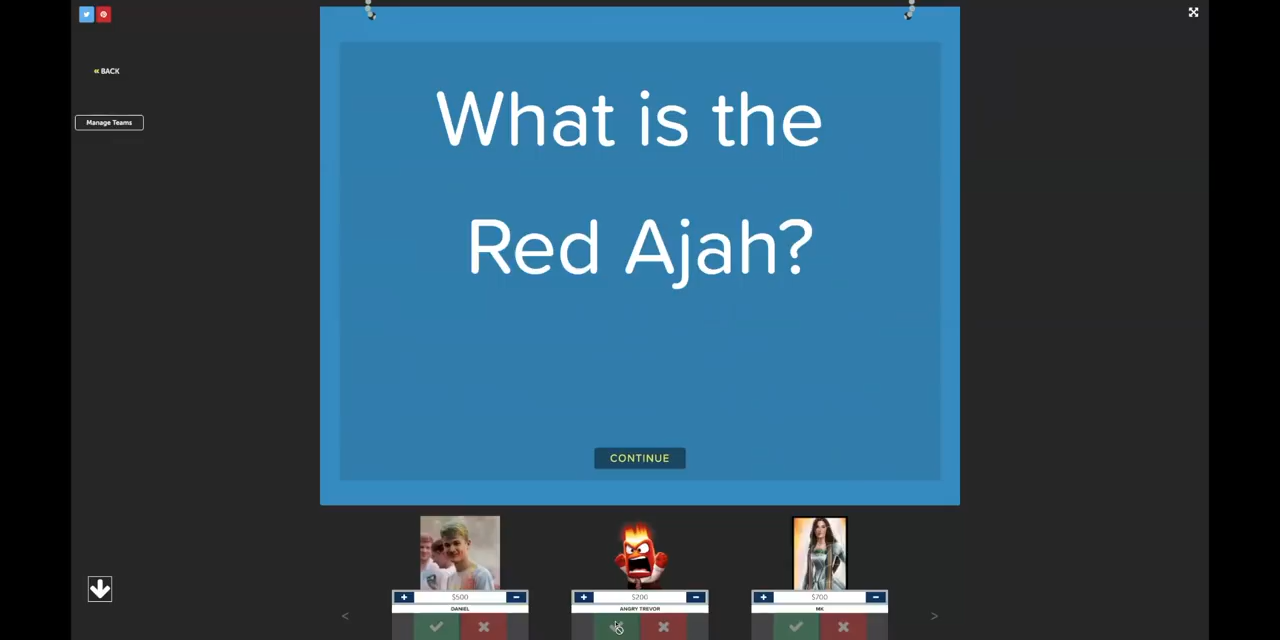 « BACK
Manage Teams
What is the
Red Ajah?
CONTINUE
+ $500 −
DANIEL
+ $200 −
ANGRY TREVOR
+ $700 −
MK
< >